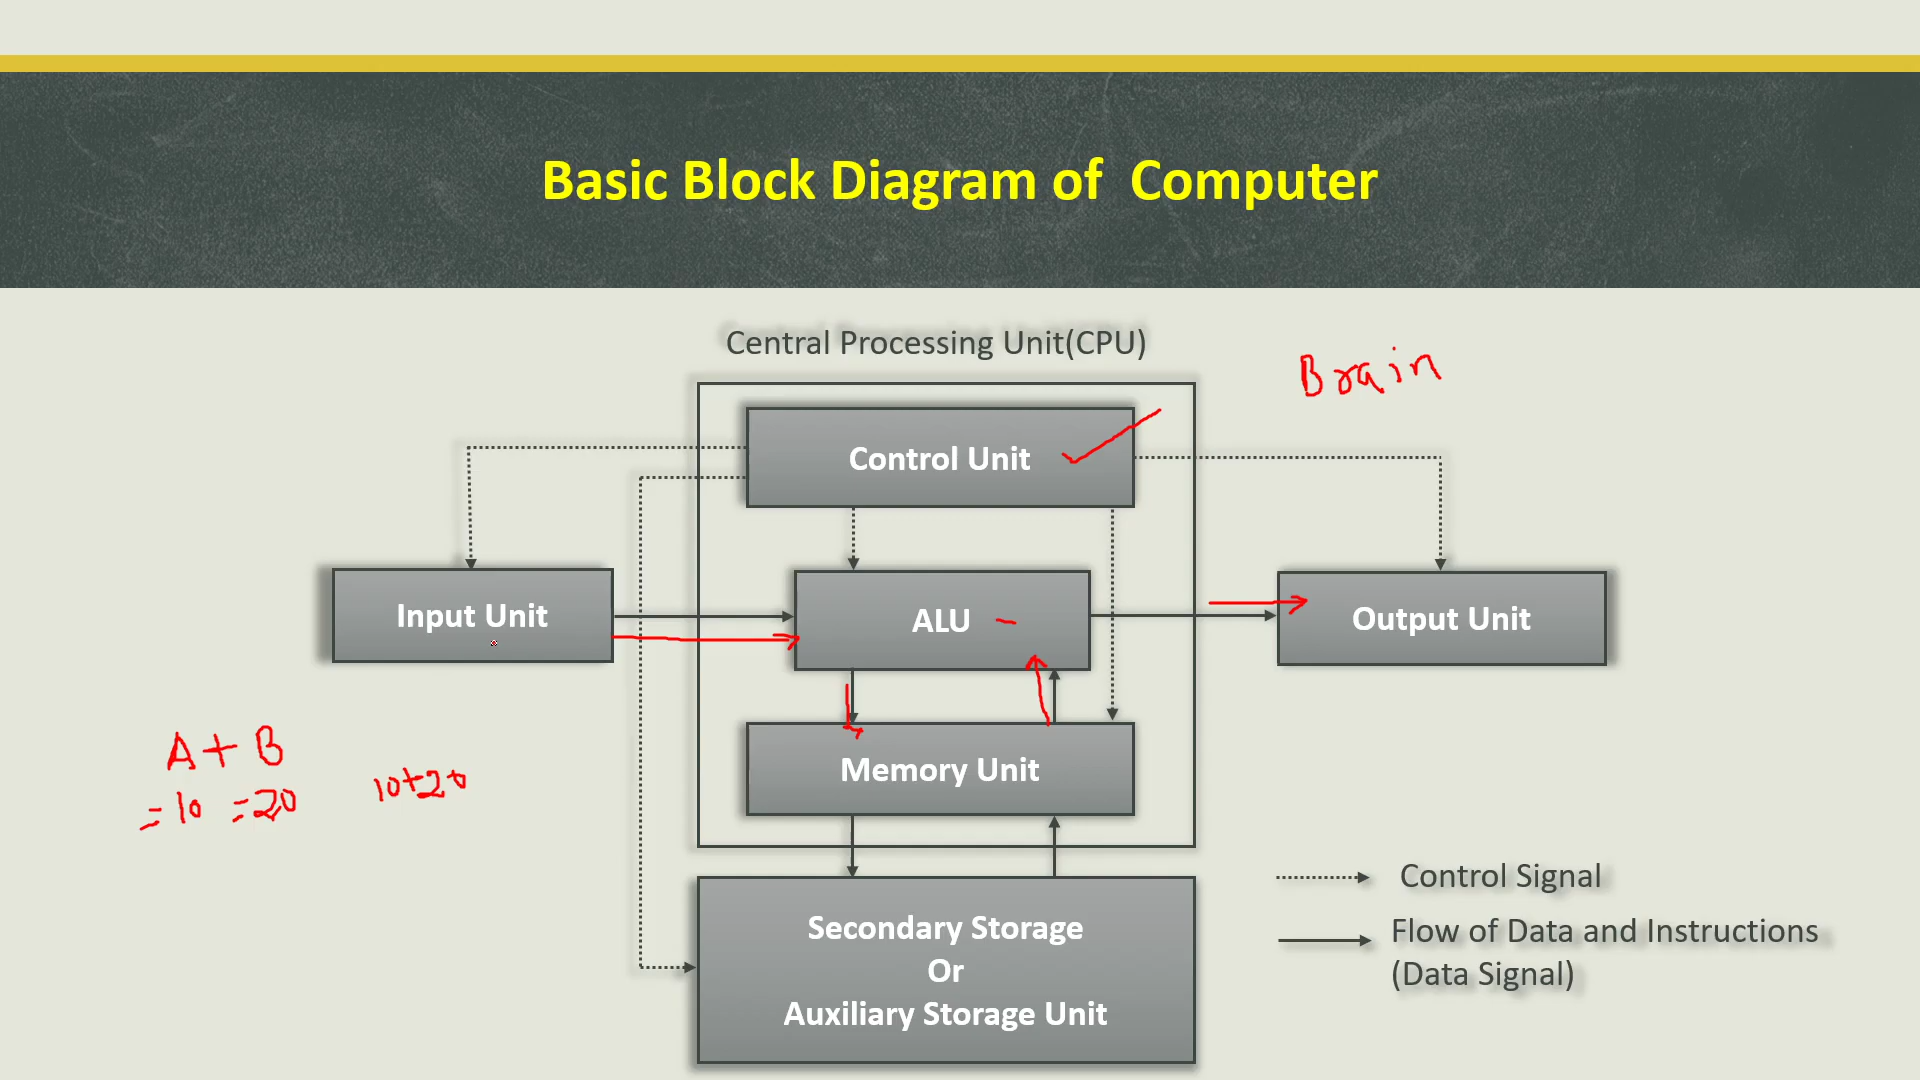 Basic Block Diagram of Computer
Central Processing Unit(CPU)
Brain
Control Unit
Input Unit
ALU
Output Unit
A+B
=10 =20
10+20
Memory Unit
Secondary Storage
Or
Auxiliary Storage Unit
Control Signal
Flow of Data and Instructions
(Data Signal)